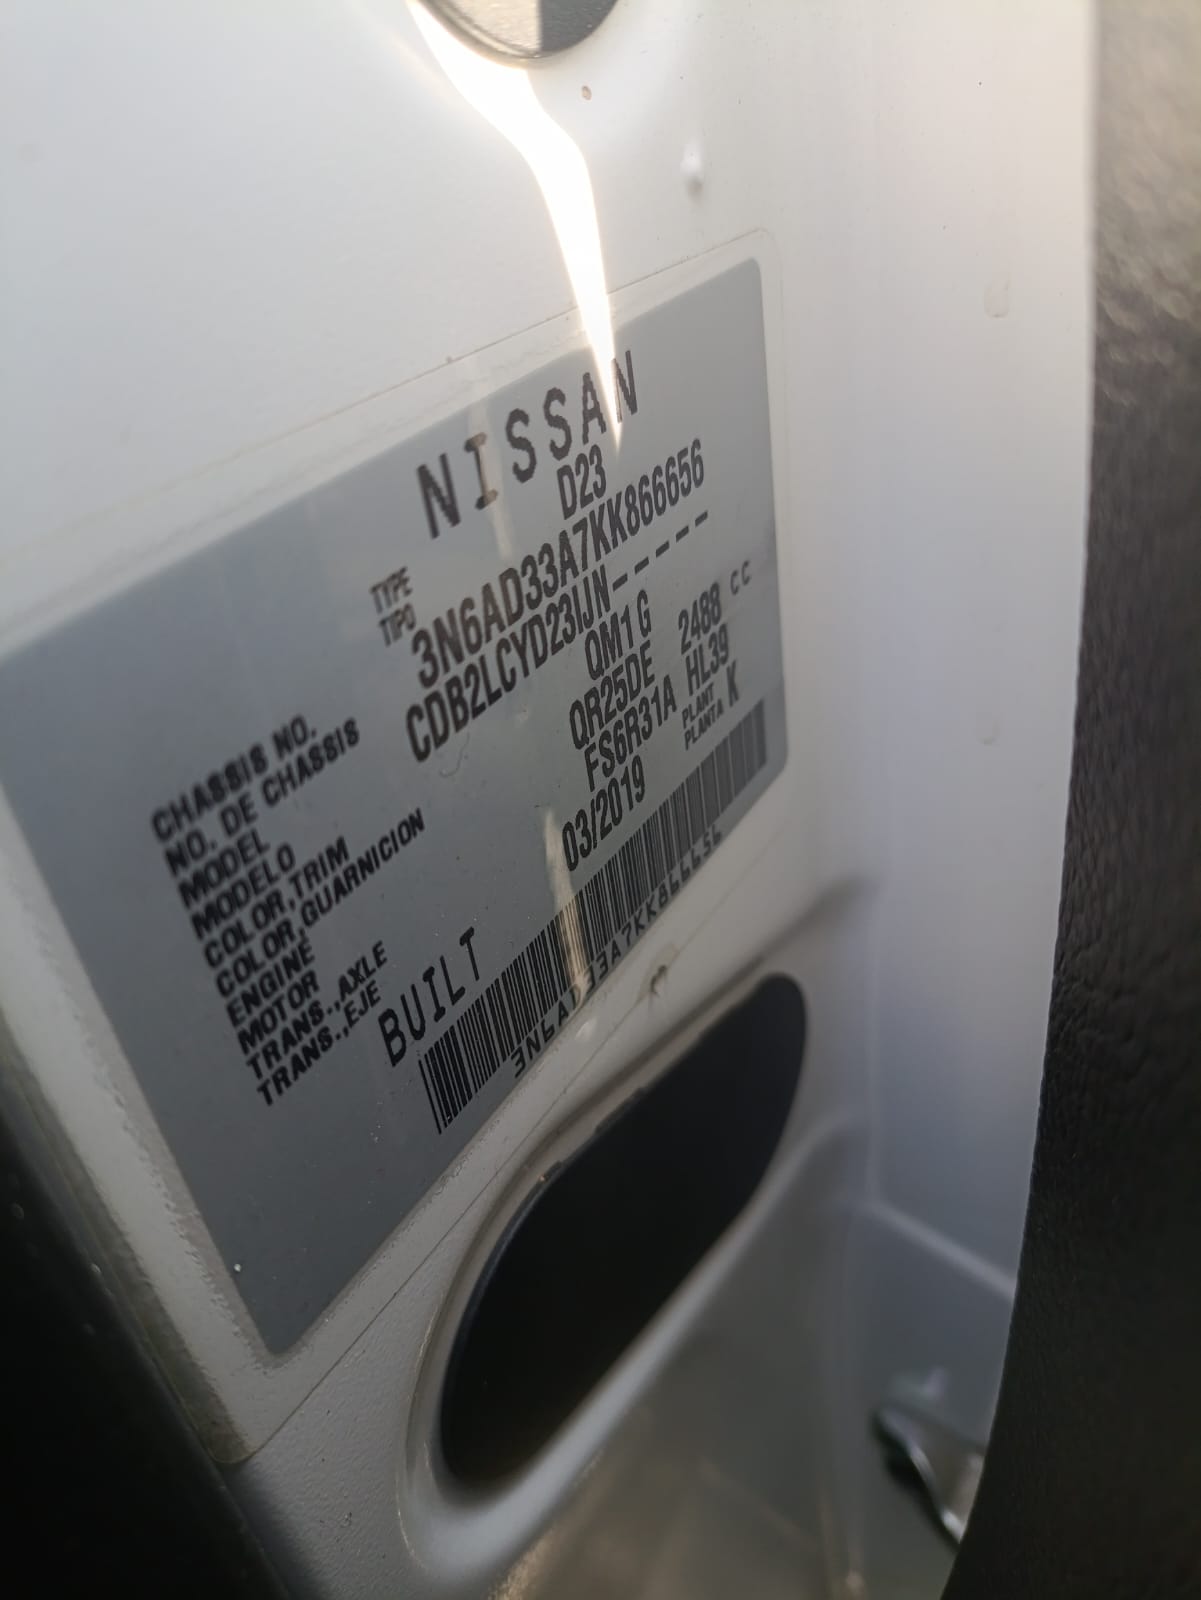 NISSAN
TYPE D23
TIPO
CHASSIS NO. 3N6AD33A7KK866656
NO. DE CHASSIS
MODEL CDB2LCYD23IJN-----
MODELO
COLOR,TRIM QM1 G
COLOR,GUARNICION
ENGINE QR25DE 2488 CC
MOTOR
TRANS.,AXLE FS6R31A HL39
TRANS.,EJE
BUILT 03/2019 PLANT K
PLANTA
3N6AD33A7KK866656